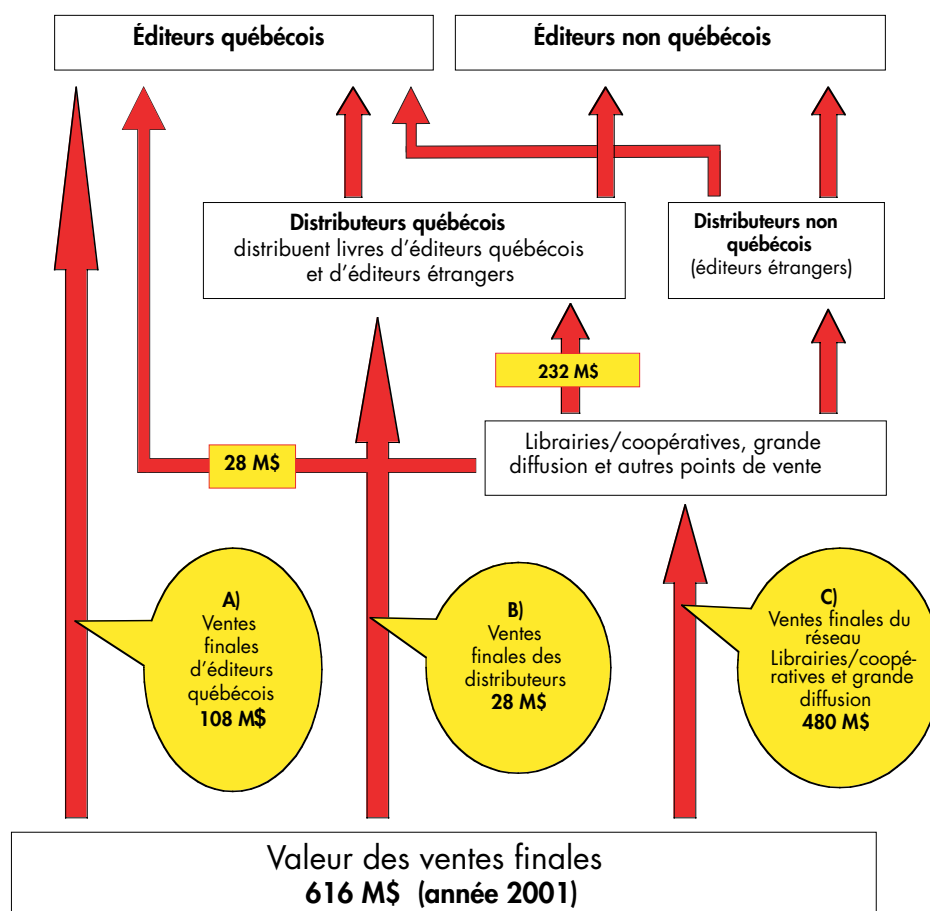 Éditeurs québécois
Éditeurs non québécois
Distributeurs québécois
distribuent livres d'éditeurs québécois
et d'éditeurs étrangers
Distributeurs non
québécois
(éditeurs étrangers)
232 M$
Librairies/coopératives, grande
diffusion et autres points de vente
28 M$
A)
Ventes
finales
d'éditeurs
québécois
108 M$
B)
Ventes
finales des
distributeurs
28 M$
C)
Ventes finales du
réseau
Librairies/coopé-
ratives et grande
diffusion
480 M$
Valeur des ventes finales
616 M$ (année 2001)